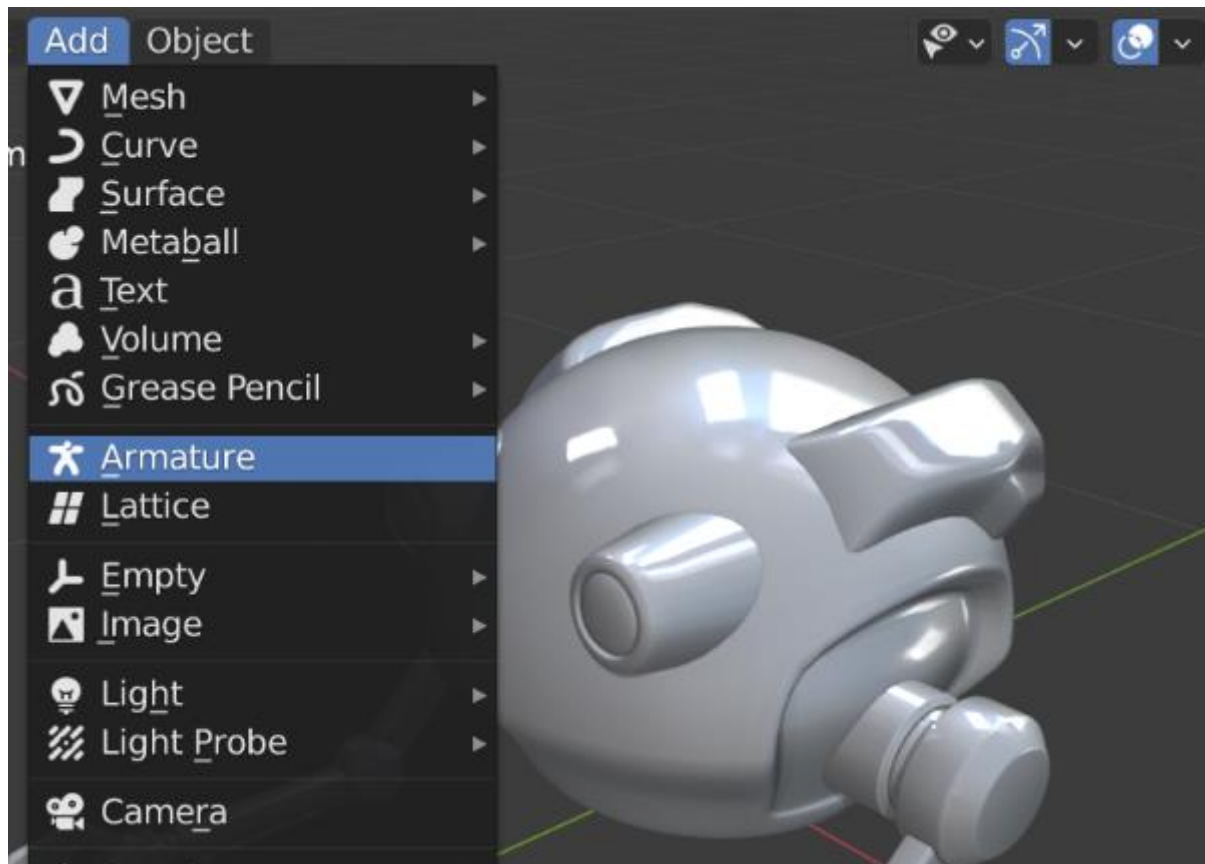 Add Object
Mesh
Curve
m
Surface
Metaball
Text
Volume
Grease Pencil
Armature
Lattice
Empty
Image
Light
Light Probe
Camera